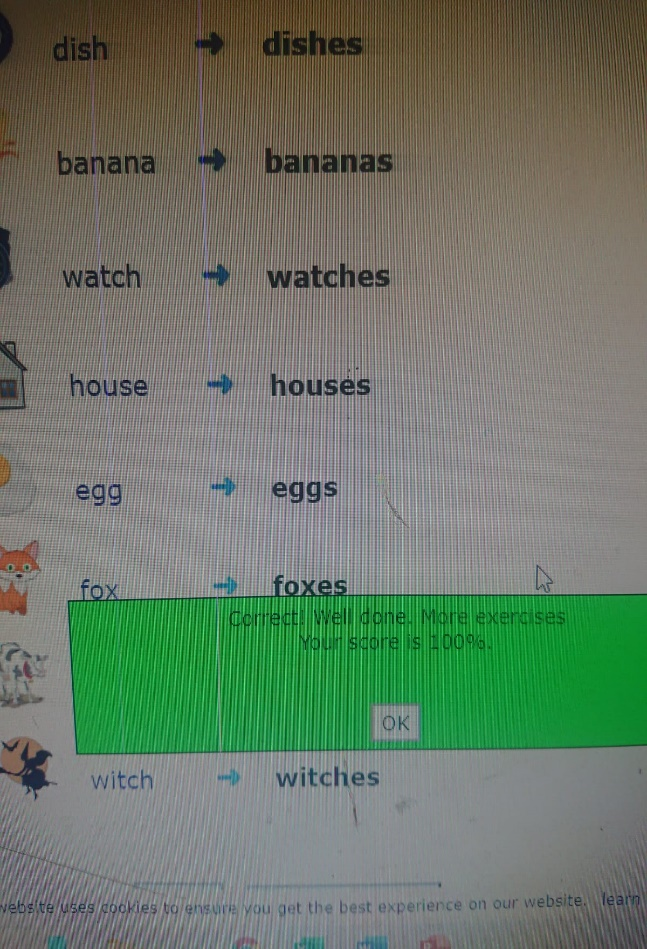 dish → dishes
banana → bananas
watch → watches
house → houses
egg → eggs
fox → foxes
Correct! Well done. More exercises
Your score is 100%.
OK
witch → witches
website uses cookies to ensure you get the best experience on our website. learn